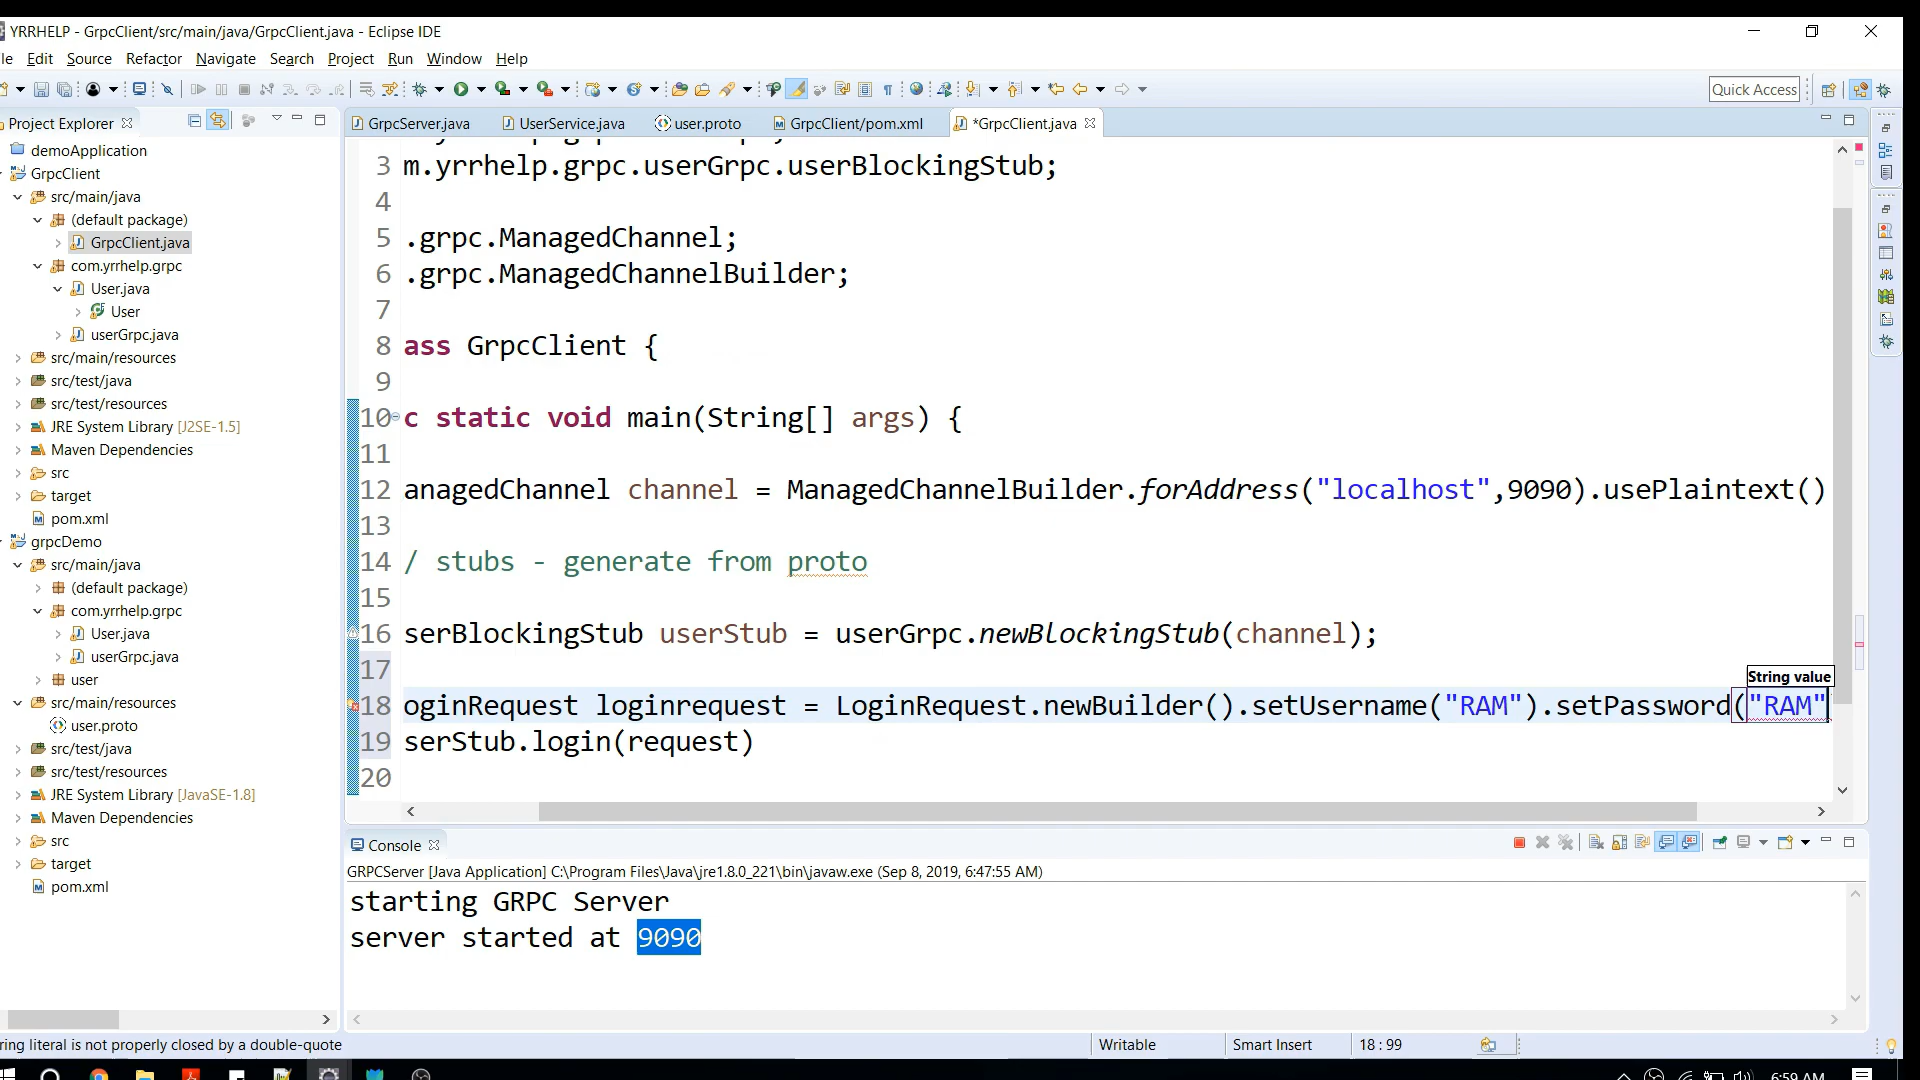 YRRHELP - GrpcClient/src/main/java/GrpcClient.java - Eclipse IDE
le Edit Source Refactor Navigate Search Project Run Window Help
Quick Access
Project Explorer
demoApplication
GrpcClient
src/main/java
(default package)
GrpcClient.java
com.yrrhelp.grpc
User.java
User
userGrpc.java
src/main/resources
src/test/java
src/test/resources
JRE System Library [J2SE-1.5]
Maven Dependencies
src
target
pom.xml
grpcDemo
src/main/java
(default package)
com.yrrhelp.grpc
User.java
userGrpc.java
user
src/main/resources
user.proto
src/test/java
src/test/resources
JRE System Library [JavaSE-1.8]
Maven Dependencies
src
target
pom.xml
GrpcServer.java UserService.java user.proto GrpcClient/pom.xml *GrpcClient.java
3 m.yrrhelp.grpc.userGrpc.userBlockingStub;
4
5 .grpc.ManagedChannel;
6 .grpc.ManagedChannelBuilder;
7
8 ass GrpcClient {
9
10 c static void main(String[] args) {
11
12 anagedChannel channel = ManagedChannelBuilder.forAddress("localhost",9090).usePlaintext()
13
14 / stubs - generate from proto
15
16 serBlockingStub userStub = userGrpc.newBlockingStub(channel);
17
String value
18 oginRequest loginrequest = LoginRequest.newBuilder().setUsername("RAM").setPassword("RAM"
19 serStub.login(request)
20
Console
GRPCServer [Java Application] C:\Program Files\Java\jre1.8.0_221\bin\javaw.exe (Sep 8, 2019, 6:47:55 AM)
starting GRPC Server
server started at 9090
ring literal is not properly closed by a double-quote
Writable Smart Insert 18 : 99
6:59 AM